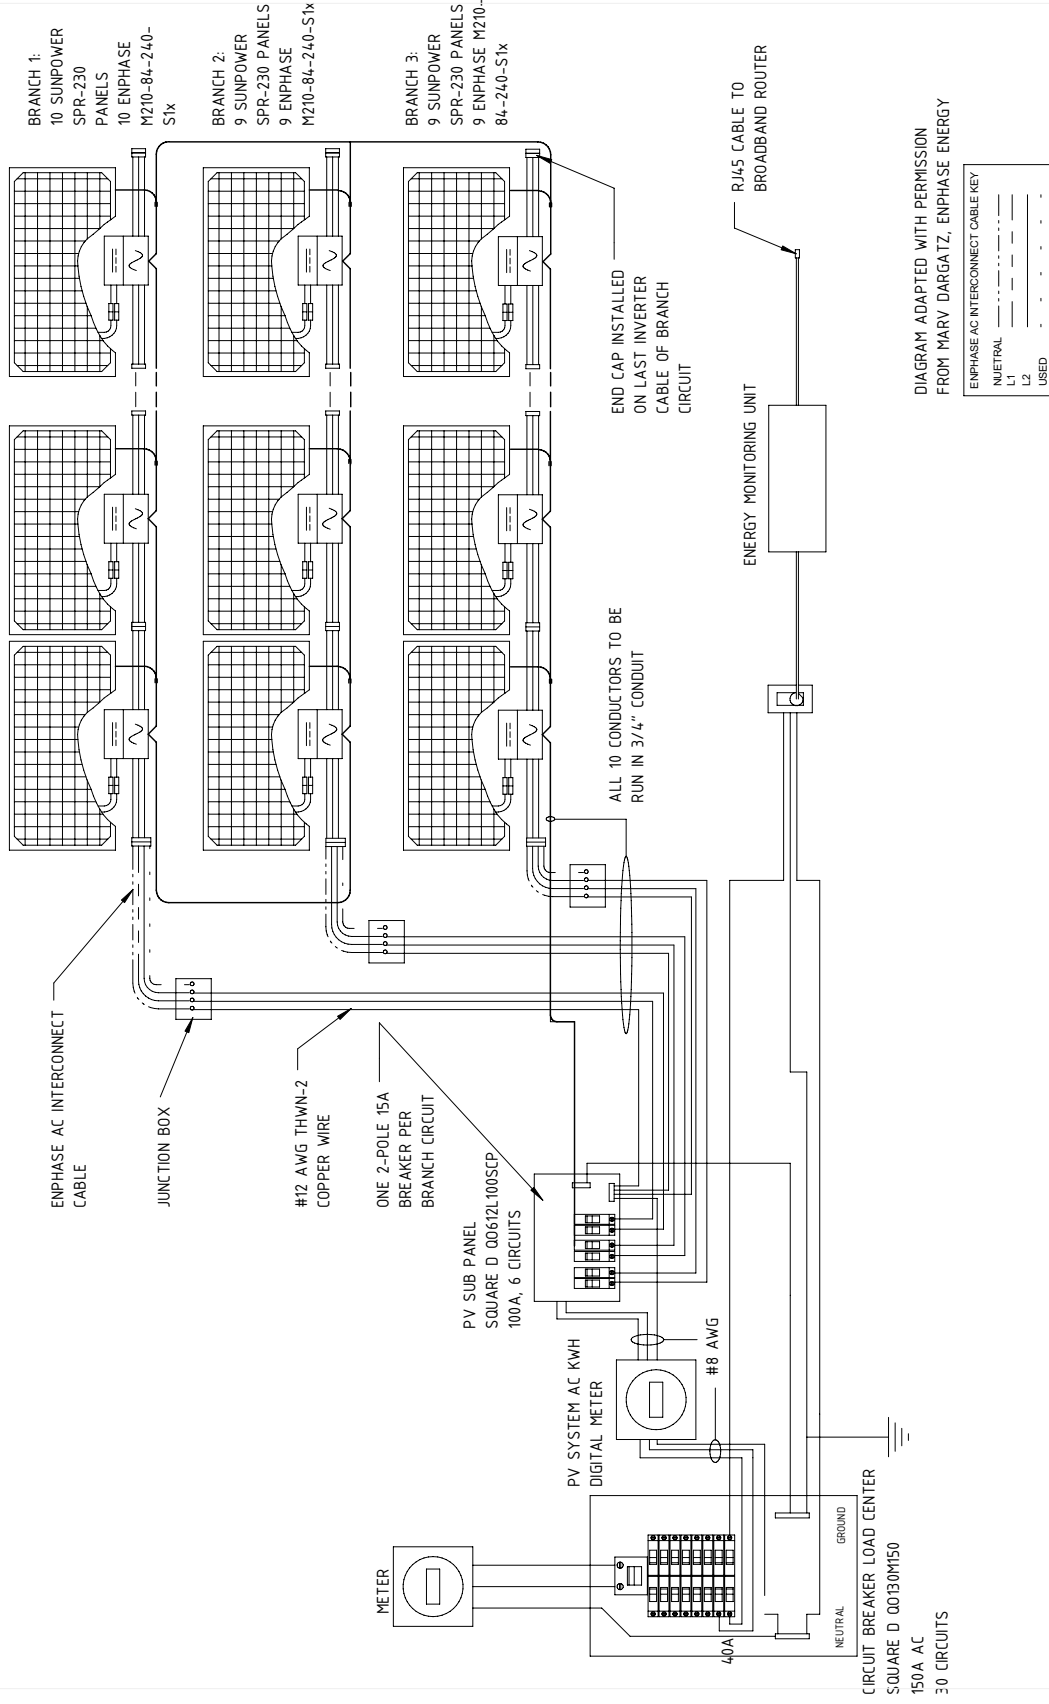 BRANCH 1:
10 SUNPOWER
SPR-230
PANELS
10 ENPHASE
M210-84-240-
S1x
BRANCH 2:
9 SUNPOWER
SPR-230 PANELS
9 ENPHASE
M210-84-240-S1x
BRANCH 3:
9 SUNPOWER
SPR-230 PANELS
9 ENPHASE M210-
84-240-S1x
END CAP INSTALLED
ON LAST INVERTER
CABLE OF BRANCH
CIRCUIT
RJ45 CABLE TO
BROADBAND ROUTER
DIAGRAM ADAPTED WITH PERMISSION
FROM MARV DARGATZ, ENPHASE ENERGY
ENPHASE AC INTERCONNECT CABLE KEY
NUETRAL
L1
L2
USED
ENERGY MONITORING UNIT
ALL 10 CONDUCTORS TO BE
RUN IN 3/4" CONDUIT
ENPHASE AC INTERCONNECT
CABLE
JUNCTION BOX
#12 AWG THWN-2
COPPER WIRE
ONE 2-POLE 15A
BREAKER PER
BRANCH CIRCUIT
PV SUB PANEL
SQUARE D QO612L100SCP
100A, 6 CIRCUITS
PV SYSTEM AC KWH
DIGITAL METER
#8 AWG
METER
40A
NEUTRAL
GROUND
CIRCUIT BREAKER LOAD CENTER
SQUARE D QO130M150
150A AC
30 CIRCUITS